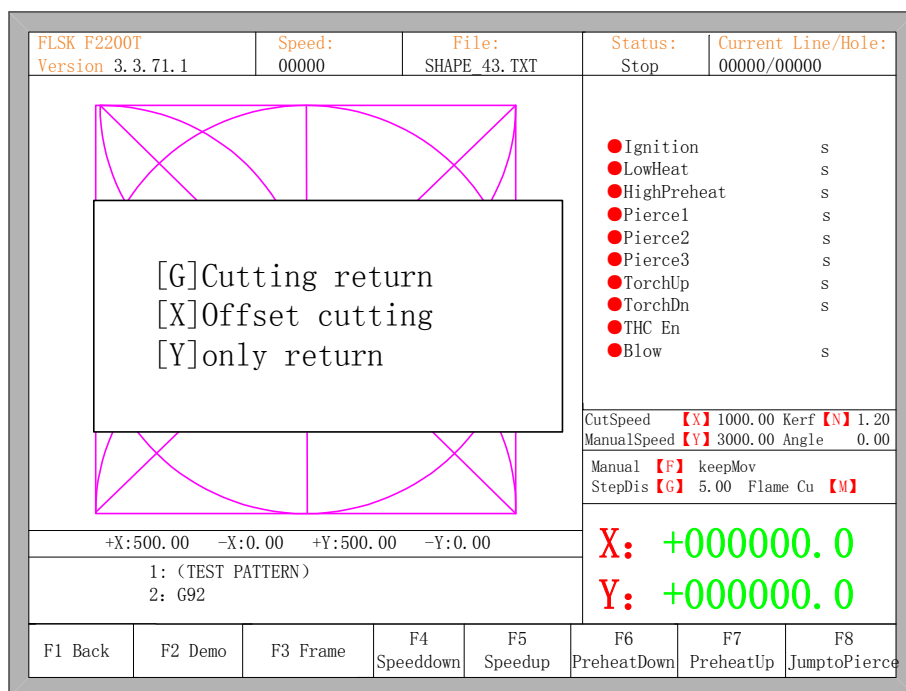 FLSK F2200T Speed: File: Status: Current Line/Hole:
Version 3.3.71.1 00000 SHAPE_43.TXT Stop 00000/00000
[G]Cutting return
[X]Offset cutting
[Y]only return
Ignition s
LowHeat s
HighPreheat s
Pierce1 s
Pierce2 s
Pierce3 s
TorchUp s
TorchDn s
THC En
Blow s
CutSpeed 【X】 1000.00 Kerf 【N】 1.20
ManualSpeed 【Y】 3000.00 Angle 0.00
Manual 【F】 keepMov
StepDis 【G】 5.00 Flame Cu 【M】
+X:500.00 -X:0.00 +Y:500.00 -Y:0.00
1: (TEST PATTERN)
2: G92
X: +000000.0
Y: +000000.0
F1 Back F2 Demo F3 Frame F4 Speeddown F5 Speedup F6 PreheatDown F7 PreheatUp F8 JumptoPierce